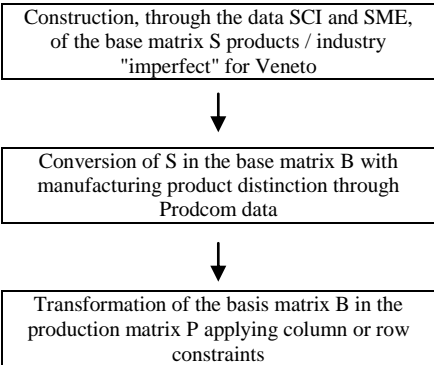 Construction, through the data SCI and SME,
of the base matrix S products / industry
"imperfect" for Veneto
Conversion of S in the base matrix B with
manufacturing product distinction through
Prodcom data
Transformation of the basis matrix B in the
production matrix P applying column or row
constraints